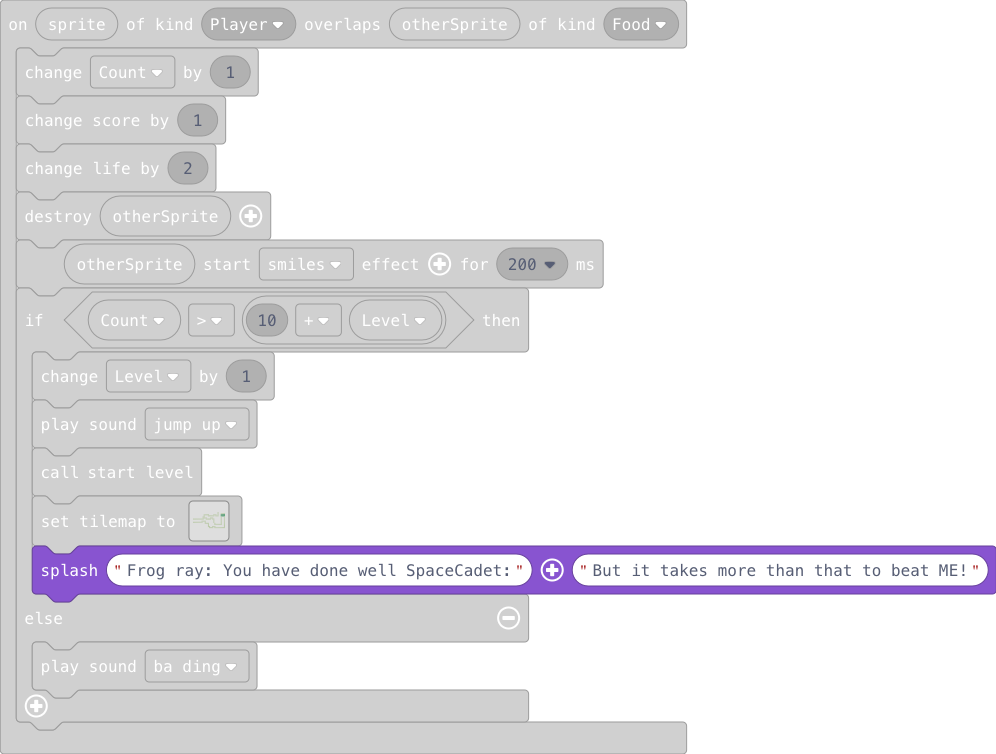 on sprite of kind Player overlaps otherSprite of kind Food
change Count by 1
change score by 1
change life by 2
destroy otherSprite
otherSprite start smiles effect for 200 ms
if Count > 10 + Level then
change Level by 1
play sound jump up
call start level
set tilemap to
splash "Frog ray: You have done well SpaceCadet:" "But it takes more than that to beat ME!"
else
play sound ba ding